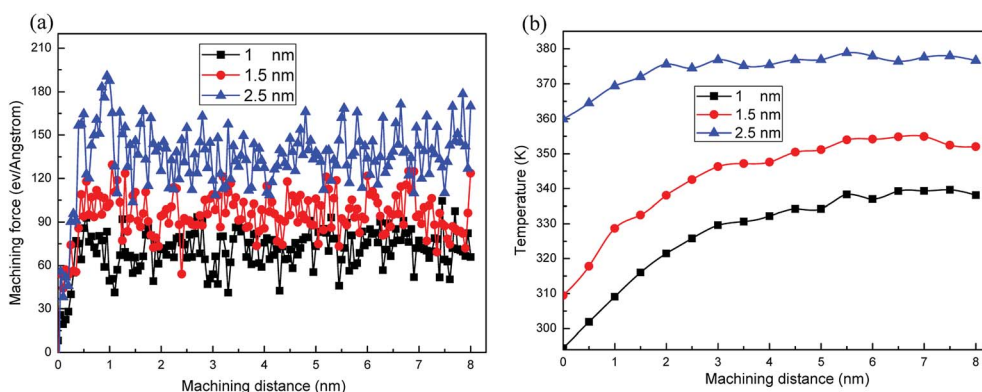 (a)
210
180
150
120
90
60
30
0
Machining force (ev/Angstrom)
1 nm
1.5 nm
2.5 nm
0 1 2 3 4 5 6 7 8
Machining distance (nm)
(b)
380
370
360
350
340
330
320
310
300
Temperature (K)
1 nm
1.5 nm
2.5 nm
0 1 2 3 4 5 6 7 8
Machining distance (nm)